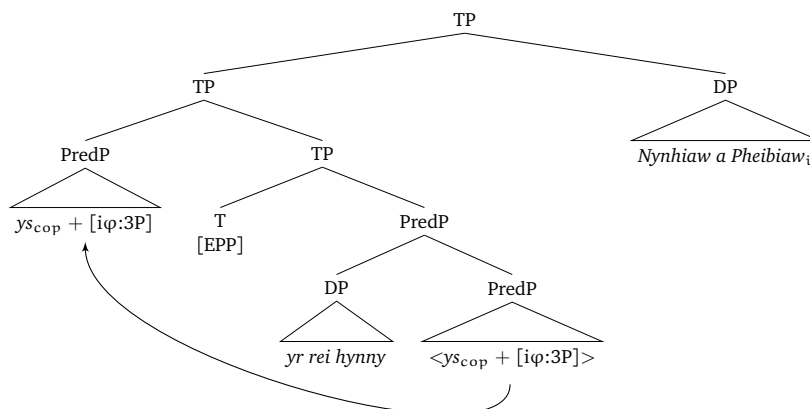 TP
TP DP
PredP TP Nynhiaw a Pheibiaw_i
ys_cop + [iφ:3P] T PredP
[EPP]
DP PredP
yr rei hynny <ys_cop + [iφ:3P]>